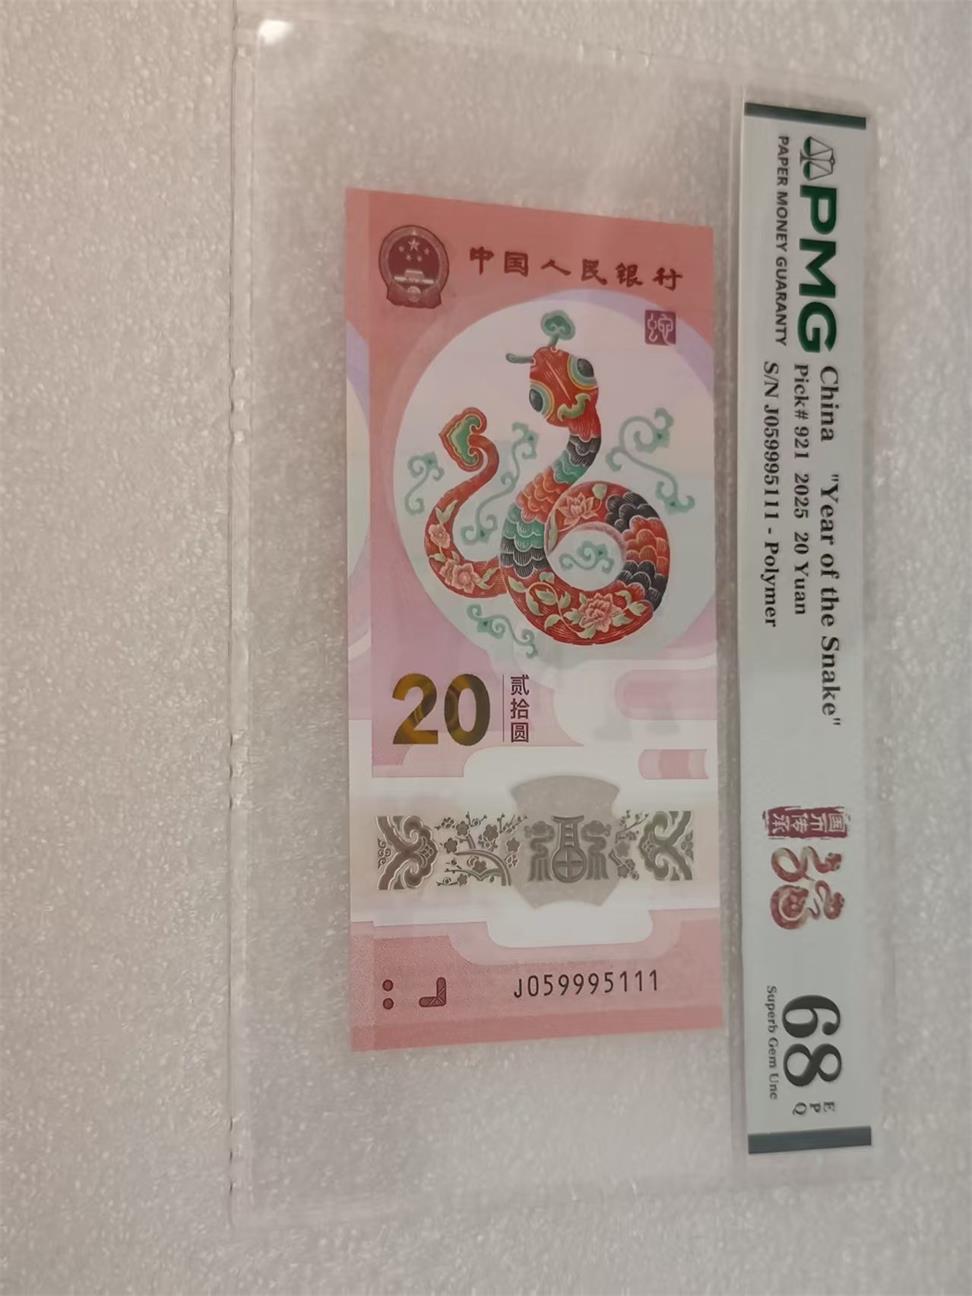 中国人民银行
蛇
20
贰拾圆
福
J059995111
PMG
PAPER MONEY GUARANTY
China "Year of the Snake"
Pick# 921 2025 20 Yuan
S/N J059995111 - Polymer
68
EPQ
Superb Gem Unc